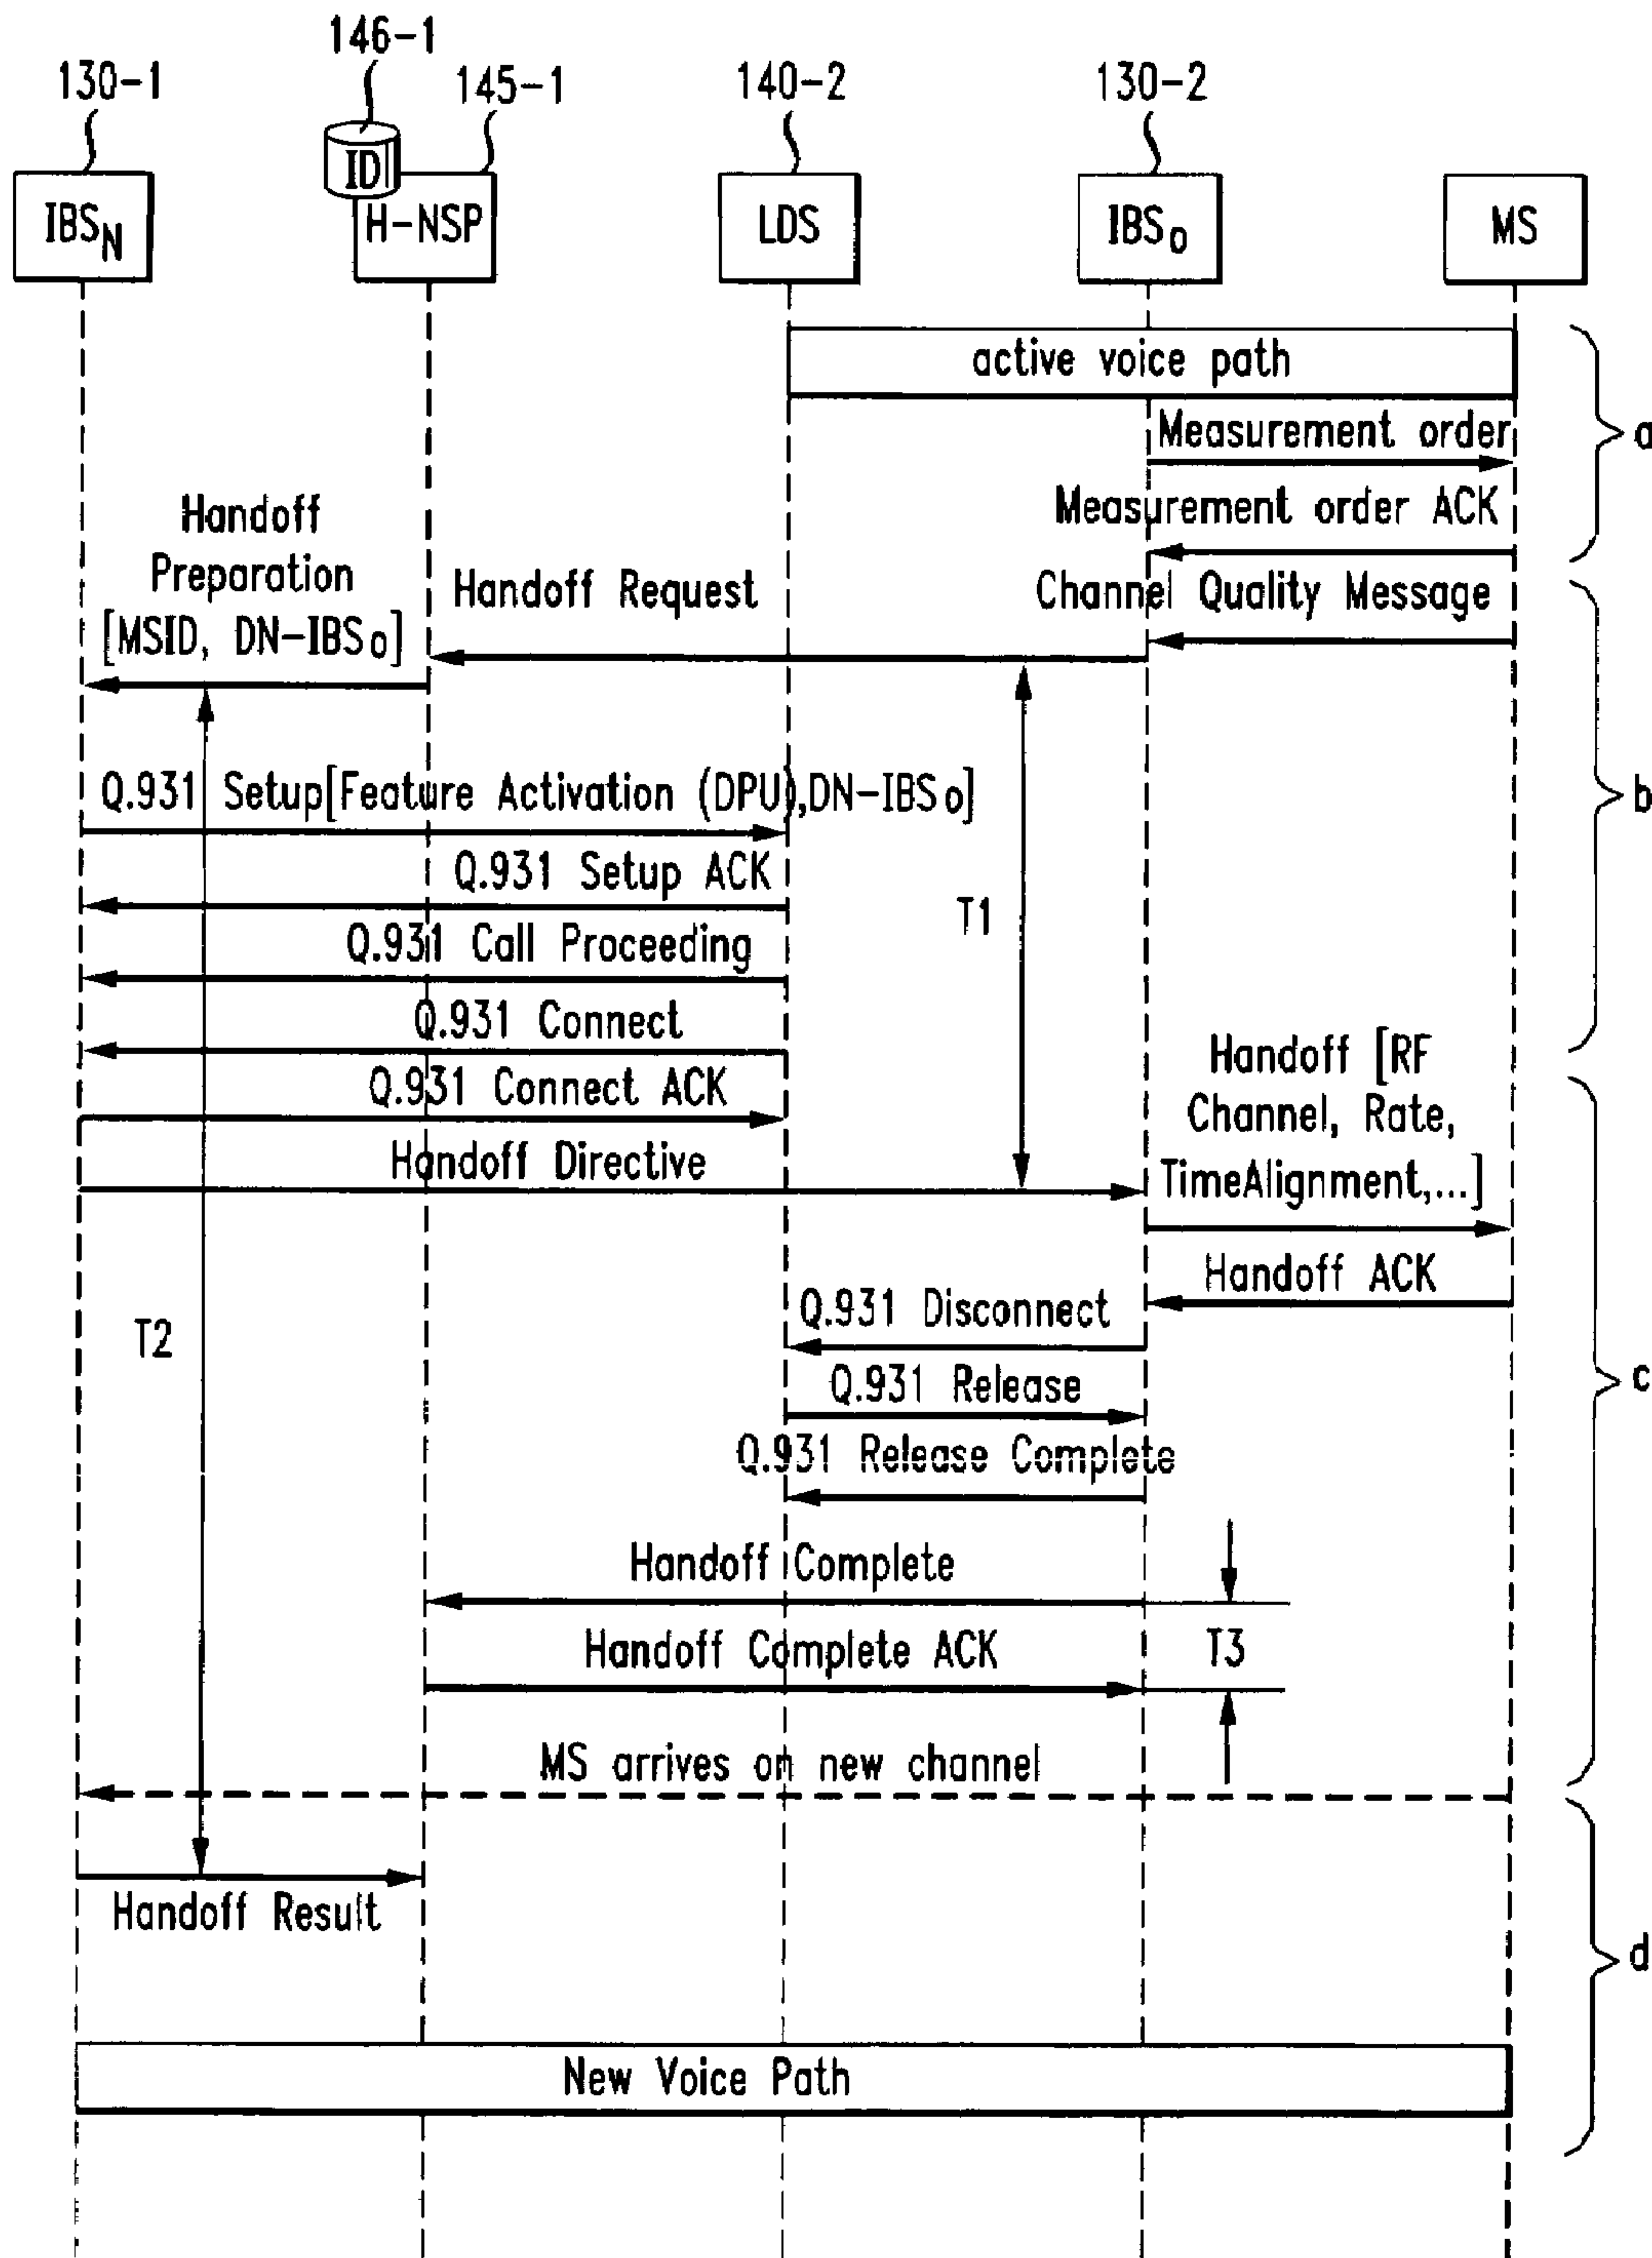 146-1
130-1
145-1
140-2
130-2
ID
IBS_N
H-NSP
LDS
IBS_O
MS
active voice path
a
Measurement order
Measurement order ACK
Handoff
Preparation
[MSID, DN-IBS_O]
Handoff Request
Channel Quality Message
b
Q.931 Setup[Feature Activation (DPU),DN-IBS_O]
Q.931 Setup ACK
T1
Q.931 Call Proceeding
Q.931 Connect
Handoff [RF
Channel, Rate,
TimeAlignment,...]
Q.931 Connect ACK
Handoff Directive
Handoff ACK
Q.931 Disconnect
T2
Q.931 Release
c
Q.931 Release Complete
Handoff Complete
Handoff Complete ACK
T3
MS arrives on new channel
Handoff Result
d
New Voice Path